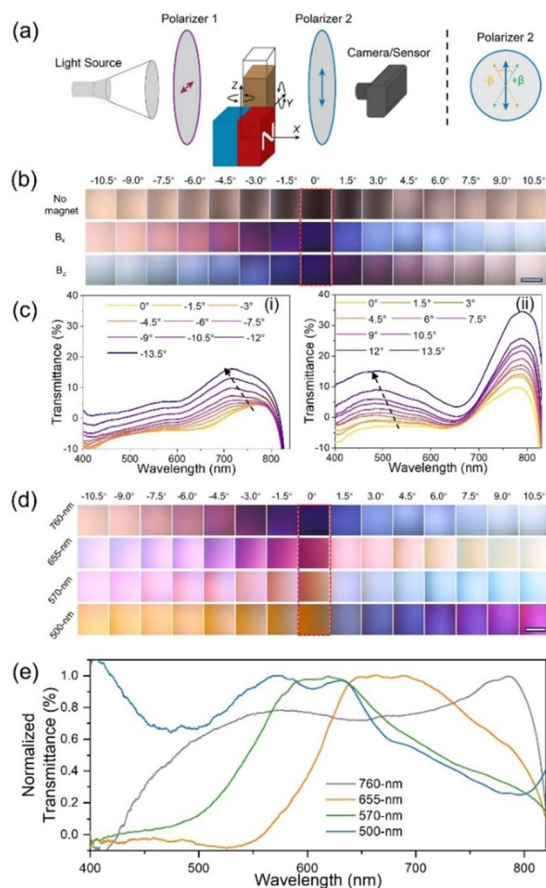 (a)
Polarizer 1
Polarizer 2
Light Source
Camera/Sensor
Polarizer 2
Z
Y
X
N
-β +β
(b)
-10.5° -9.0° -7.5° -6.0° -4.5° -3.0° -1.5° 0° 1.5° 3.0° 4.5° 6.0° 7.5° 9.0° 10.5°
No magnet
Bx
Bz
(c)
(i)
0° -1.5° -3°
-4.5° -6° -7.5°
-9° -10.5° -12°
-13.5°
Transmittance (%)
40
30
20
10
0
-10
400 500 600 700 800
Wavelength (nm)
(ii)
0° 1.5° 3°
4.5° 6° 7.5°
9° 10.5°
12° 13.5°
Transmittance (%)
40
30
20
10
0
-10
400 500 600 700 800
Wavelength (nm)
(d)
-10.5° -9.0° -7.5° -6.0° -4.5° -3.0° -1.5° 0° 1.5° 3.0° 4.5° 6.0° 7.5° 9.0° 10.5°
760-nm
655-nm
570-nm
500-nm
(e)
Normalized
Transmittance (%)
1.0
0.8
0.6
0.4
0.2
0.0
760-nm
655-nm
570-nm
500-nm
400 500 600 700 800
Wavelength (nm)